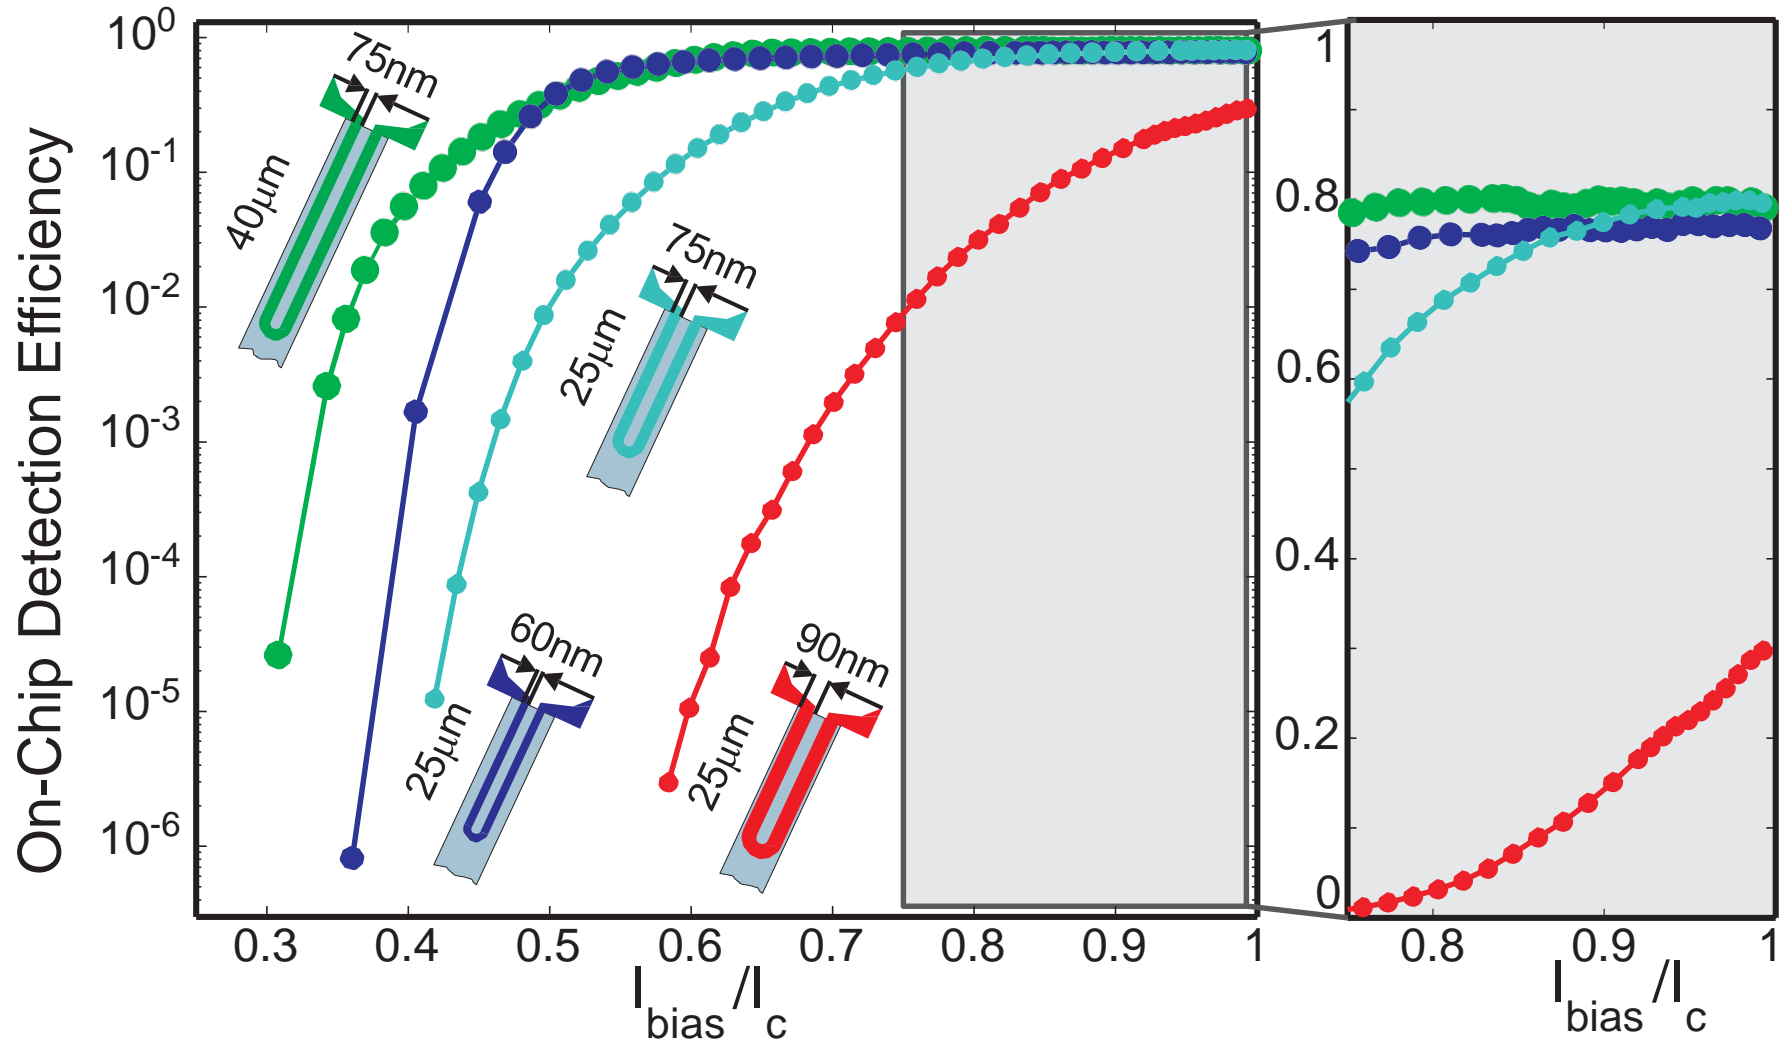 On-Chip Detection Efficiency
10^0
10^-1
10^-2
10^-3
10^-4
10^-5
10^-6
75nm
40μm
75nm
25μm
60nm
25μm
90nm
25μm
0.3 0.4 0.5 0.6 0.7 0.8 0.9 1
I_bias/I_c
1
0.8
0.6
0.4
0.2
0
0.8 0.9 1
I_bias/I_c